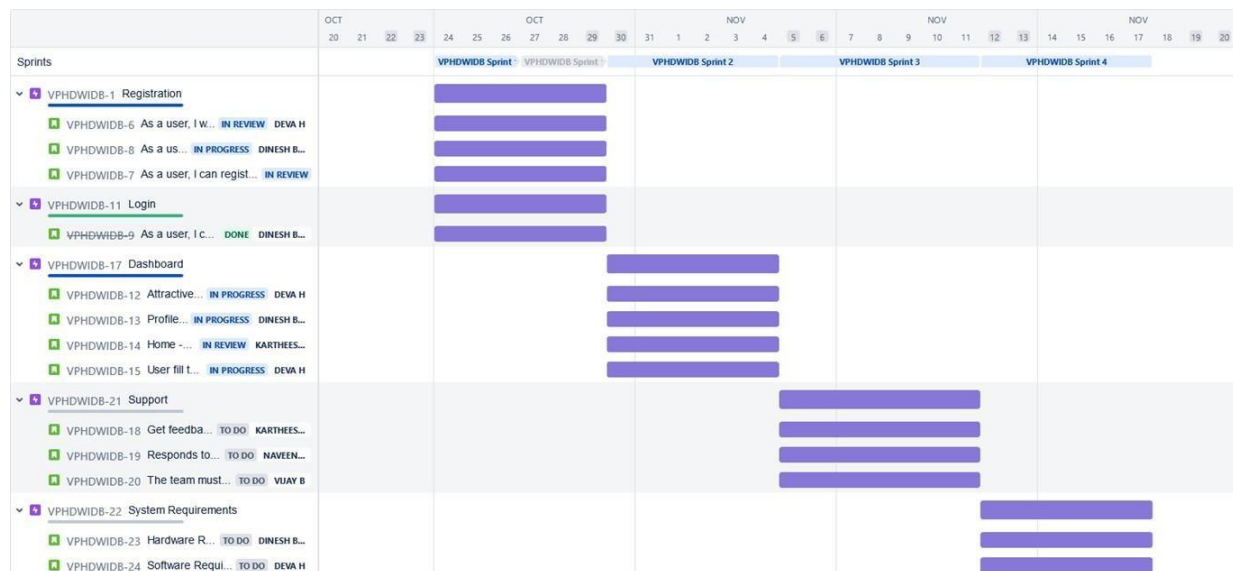 OCT OCT NOV NOV NOV
20 21 22 23 24 25 26 27 28 29 30 31 1 2 3 4 5 6 7 8 9 10 11 12 13 14 15 16 17 18 19 20
Sprints VPHDWIDB Sprint VPHDWIDB Sprint VPHDWIDB Sprint 2 VPHDWIDB Sprint 3 VPHDWIDB Sprint 4
VPHDWIDB-1 Registration
VPHDWIDB-6 As a user, I w... IN REVIEW DEVA H
VPHDWIDB-8 As a us... IN PROGRESS DINESH B...
VPHDWIDB-7 As a user, I can regist... IN REVIEW
VPHDWIDB-11 Login
VPHDWIDB-9 As a user, I c... DONE DINESH B...
VPHDWIDB-17 Dashboard
VPHDWIDB-12 Attractive... IN PROGRESS DEVA H
VPHDWIDB-13 Profile... IN PROGRESS DINESH B...
VPHDWIDB-14 Home -... IN REVIEW KARTHEES...
VPHDWIDB-15 User fill t... IN PROGRESS DEVA H
VPHDWIDB-21 Support
VPHDWIDB-18 Get feedba... TO DO KARTHEES...
VPHDWIDB-19 Responds to... TO DO NAVEEN...
VPHDWIDB-20 The team must... TO DO VIJAY B
VPHDWIDB-22 System Requirements
VPHDWIDB-23 Hardware R... TO DO DINESH B...
VPHDWIDB-24 Software Requi... TO DO DEVA H